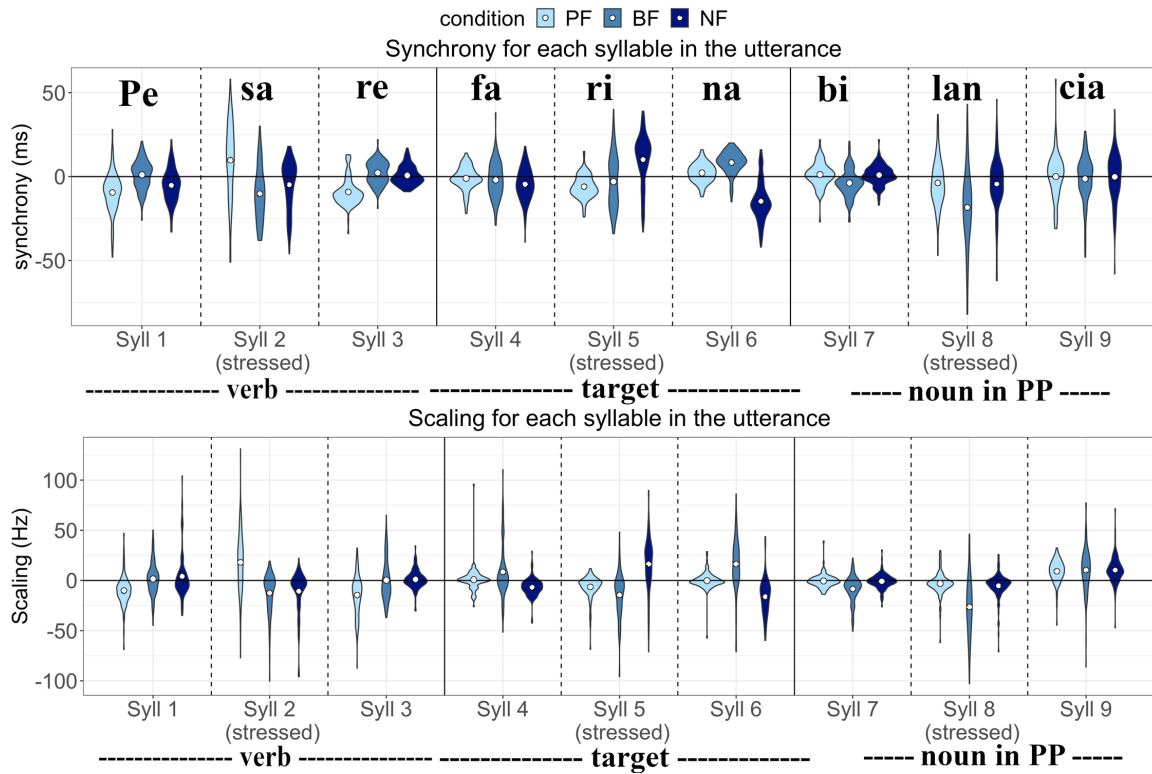 condition PF BF NF
Synchrony for each syllable in the utterance
synchrony (ms)
50
0
-50
Pe sa re fa ri na bi lan cia
Syll 1 Syll 2 Syll 3 Syll 4 Syll 5 Syll 6 Syll 7 Syll 8 Syll 9
(stressed) (stressed) (stressed)
verb target noun in PP
Scaling for each syllable in the utterance
Scaling (Hz)
100
50
0
-50
-100
Syll 1 Syll 2 Syll 3 Syll 4 Syll 5 Syll 6 Syll 7 Syll 8 Syll 9
(stressed) (stressed) (stressed)
verb target noun in PP